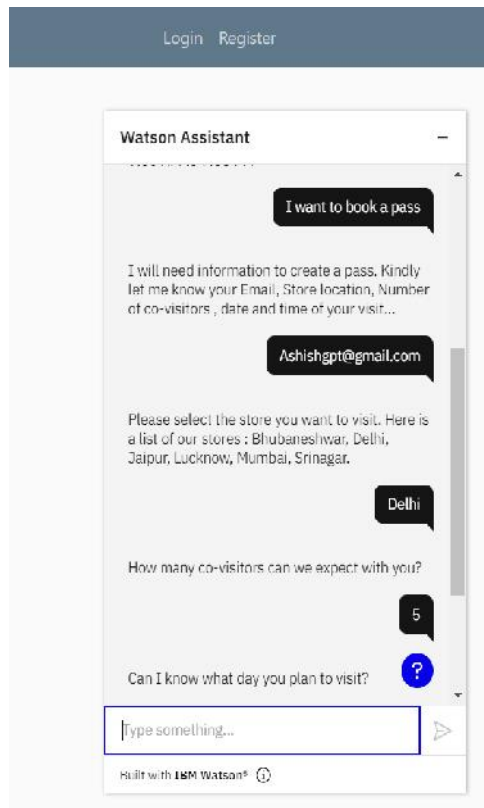 Login Register
Watson Assistant
I want to book a pass
I will need information to create a pass. Kindly
let me know your Email, Store location, Number
of co-visitors , date and time of your visit...
Ashishgpt@gmail.com
Please select the store you want to visit. Here is
a list of our stores : Bhubaneshwar, Delhi,
Jaipur, Lucknow, Mumbai, Srinagar.
Delhi
How many co-visitors can we expect with you?
5
?
Can I know what day you plan to visit?
Type something...
Built with IBM Watson®